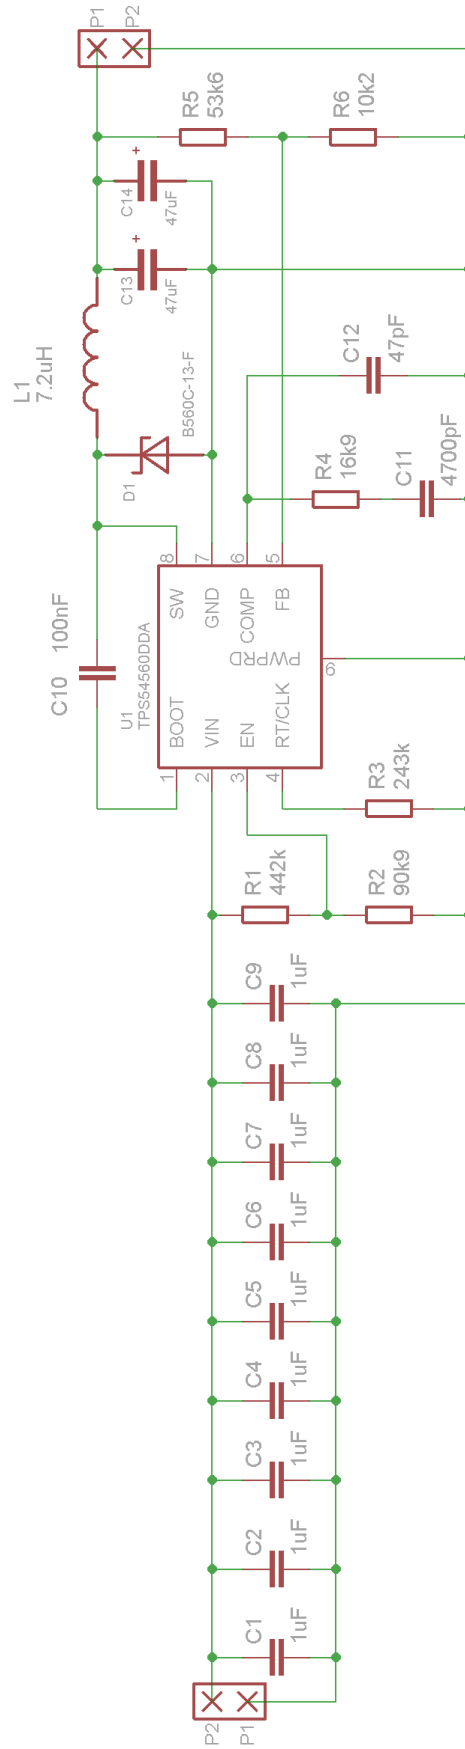 P1
P2
R5
53k6
R6
10k2
C14
+
47uF
C13
+
47uF
L1
7.2uH
D1
B560C-13-F
C12
47pF
R4
16k9
C11
4700pF
C10
100nF
U1
TPS54560DDA
8
SW
7
GND
6
COMP
5
FB
PWPRD
9
1
BOOT
2
VIN
3
EN
4
RT/CLK
R3
243k
R1
442k
R2
90k9
C9
1uF
C8
1uF
C7
1uF
C6
1uF
C5
1uF
C4
1uF
C3
1uF
C2
1uF
C1
1uF
P2
P1